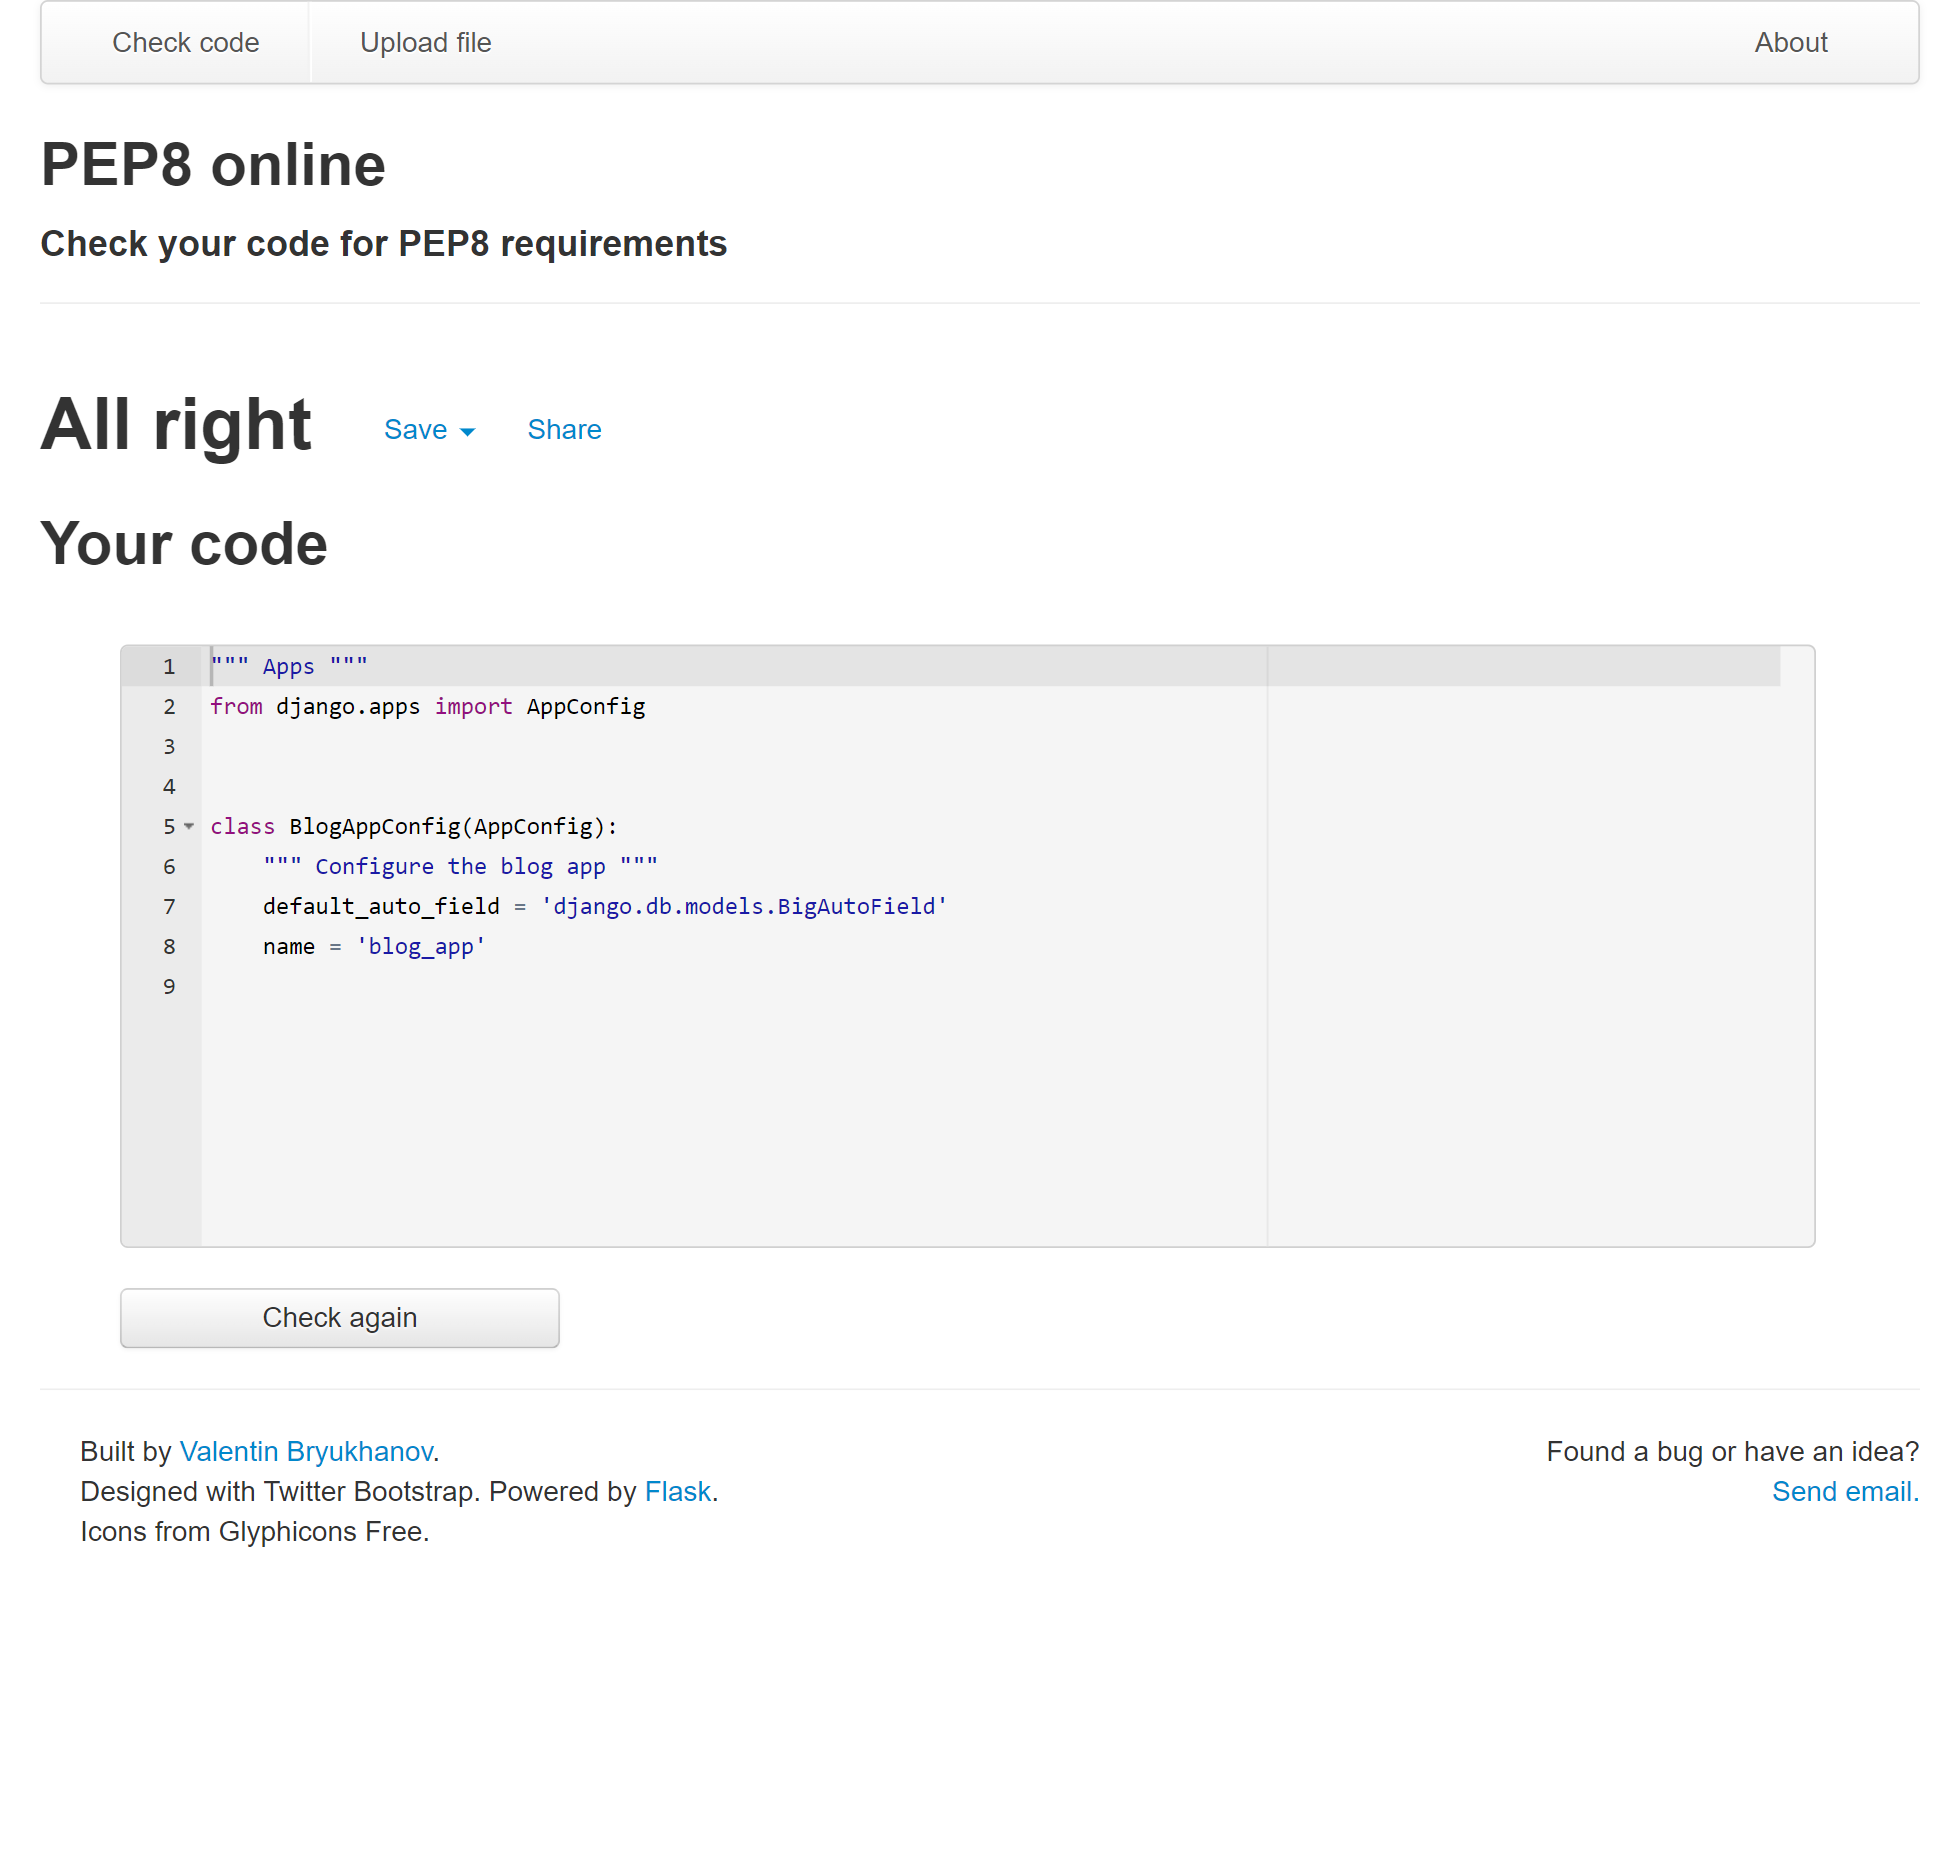 Check code
Upload file
About
PEP8 online
Check your code for PEP8 requirements
All right
Save
Share
Your code
1 """ Apps """
2 from django.apps import AppConfig
3
4
5 class BlogAppConfig(AppConfig):
6     """ Configure the blog app """
7     default_auto_field = 'django.db.models.BigAutoField'
8     name = 'blog_app'
9
Check again
Built by Valentin Bryukhanov.
Designed with Twitter Bootstrap. Powered by Flask.
Icons from Glyphicons Free.
Found a bug or have an idea?
Send email.